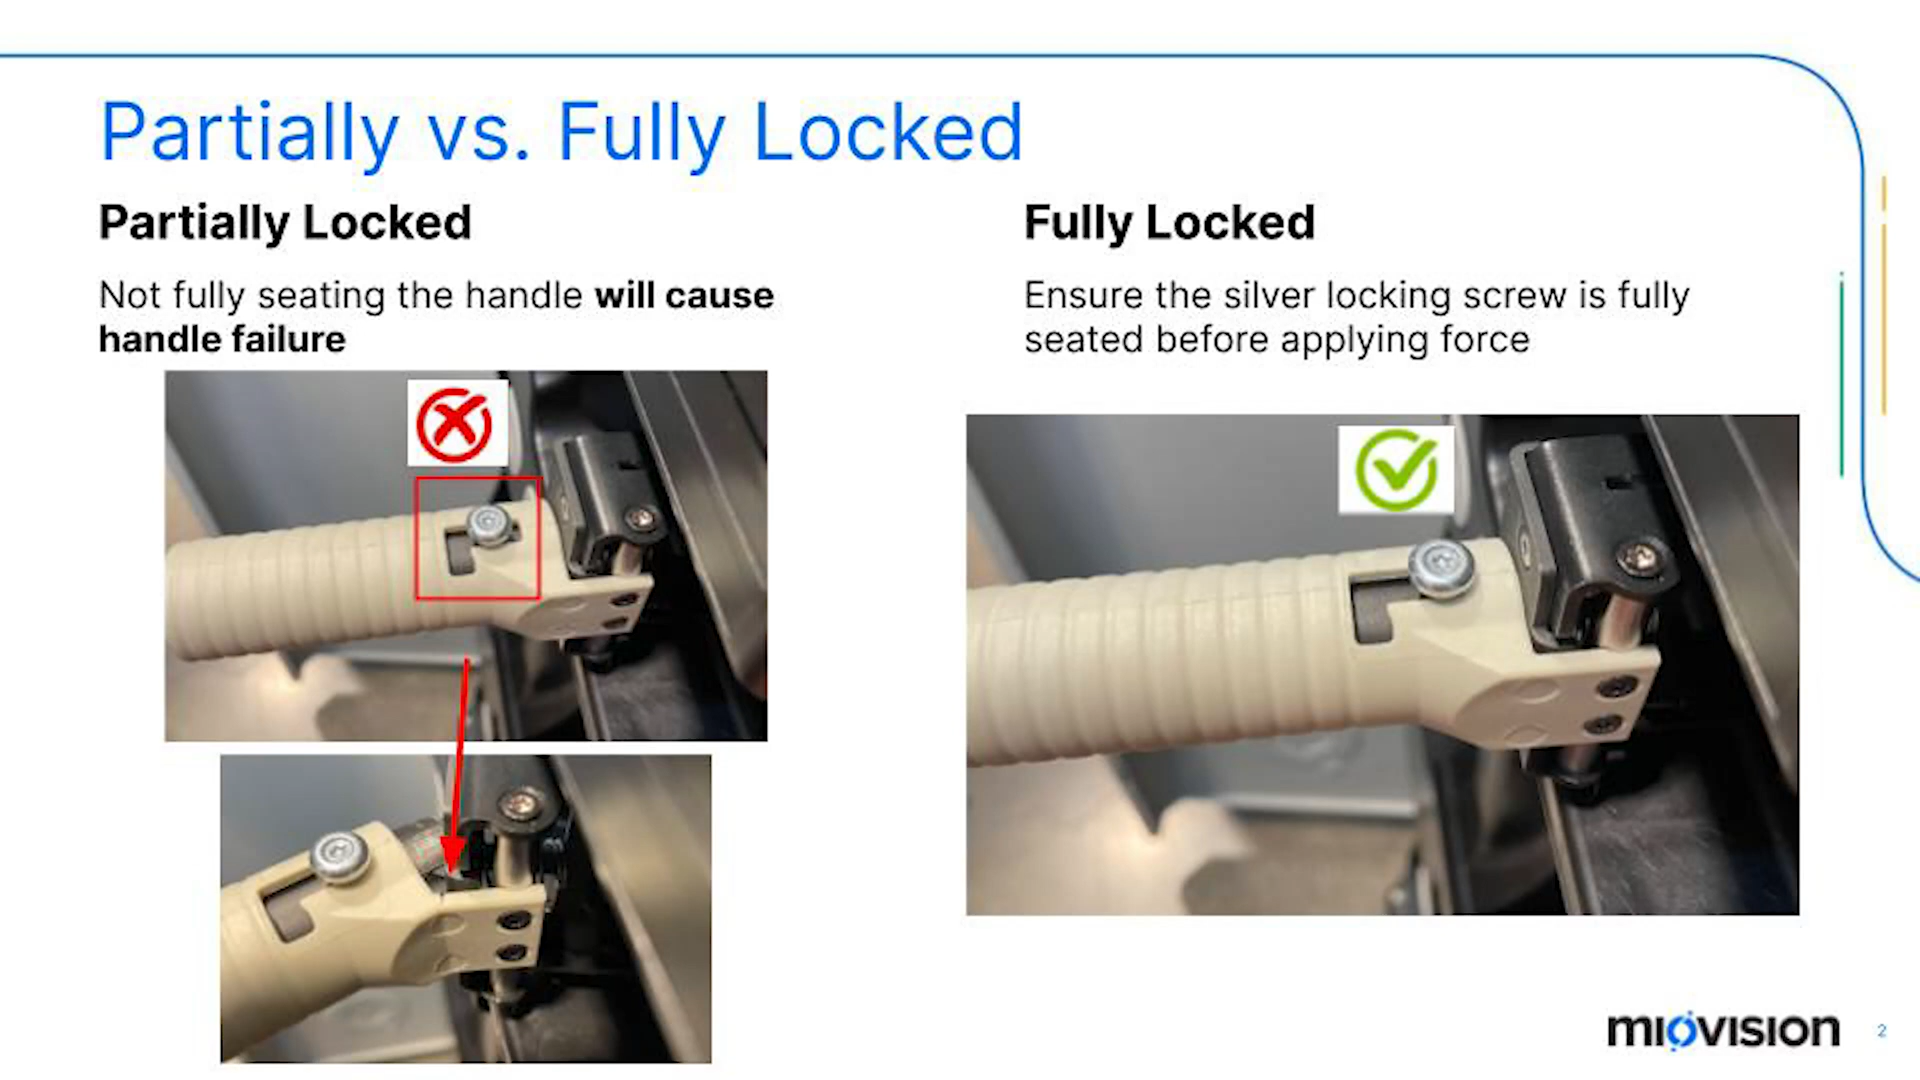 Partially vs. Fully Locked
Partially Locked
Not fully seating the handle will cause
handle failure
Fully Locked
Ensure the silver locking screw is fully
seated before applying force
miovision
2